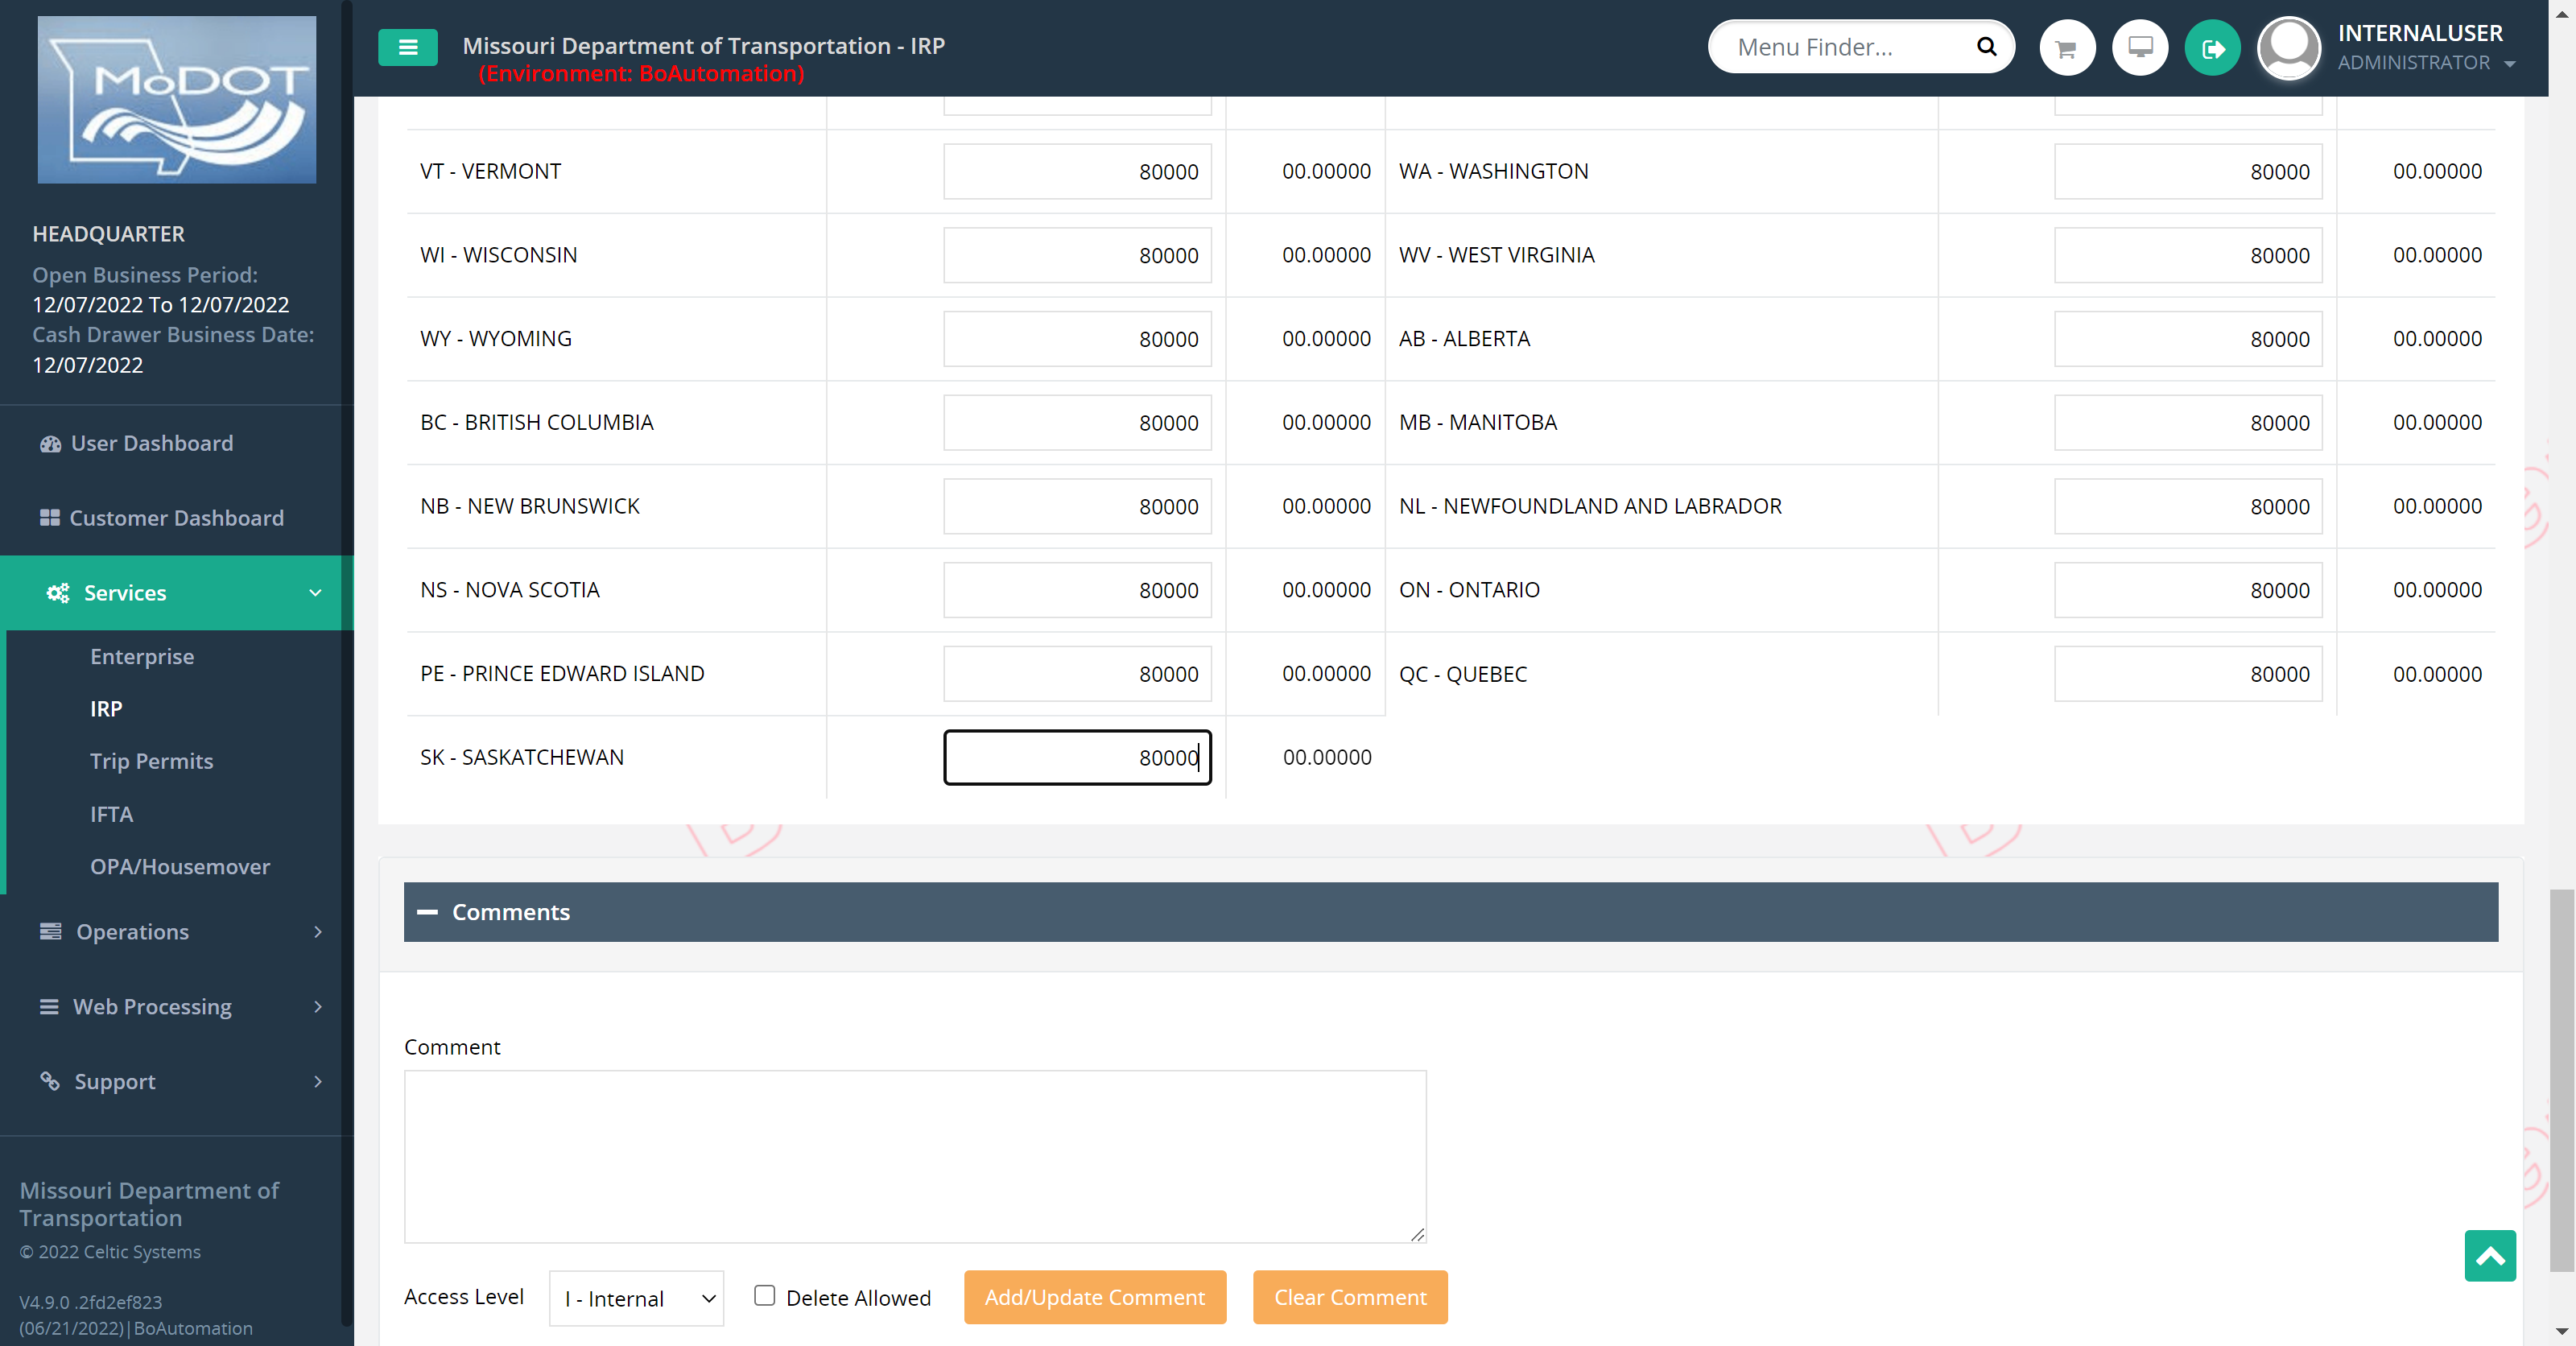 MoDOT
Missouri Department of Transportation - IRP
(Environment: BoAutomation)
Menu Finder...
INTERNALUSER
ADMINISTRATOR
HEADQUARTER
Open Business Period:
12/07/2022 To 12/07/2022
Cash Drawer Business Date:
12/07/2022
User Dashboard
Customer Dashboard
Services
Enterprise
IRP
Trip Permits
IFTA
OPA/Housemover
Operations
Web Processing
Support
Missouri Department of
Transportation
© 2022 Celtic Systems
V4.9.0 .2fd2ef823
(06/21/2022)|BoAutomation
VT - VERMONT 80000 00.00000 WA - WASHINGTON 80000 00.00000
WI - WISCONSIN 80000 00.00000 WV - WEST VIRGINIA 80000 00.00000
WY - WYOMING 80000 00.00000 AB - ALBERTA 80000 00.00000
BC - BRITISH COLUMBIA 80000 00.00000 MB - MANITOBA 80000 00.00000
NB - NEW BRUNSWICK 80000 00.00000 NL - NEWFOUNDLAND AND LABRADOR 80000 00.00000
NS - NOVA SCOTIA 80000 00.00000 ON - ONTARIO 80000 00.00000
PE - PRINCE EDWARD ISLAND 80000 00.00000 QC - QUEBEC 80000 00.00000
SK - SASKATCHEWAN 80000 00.00000
Comments
Comment
Access Level I - Internal Delete Allowed Add/Update Comment Clear Comment